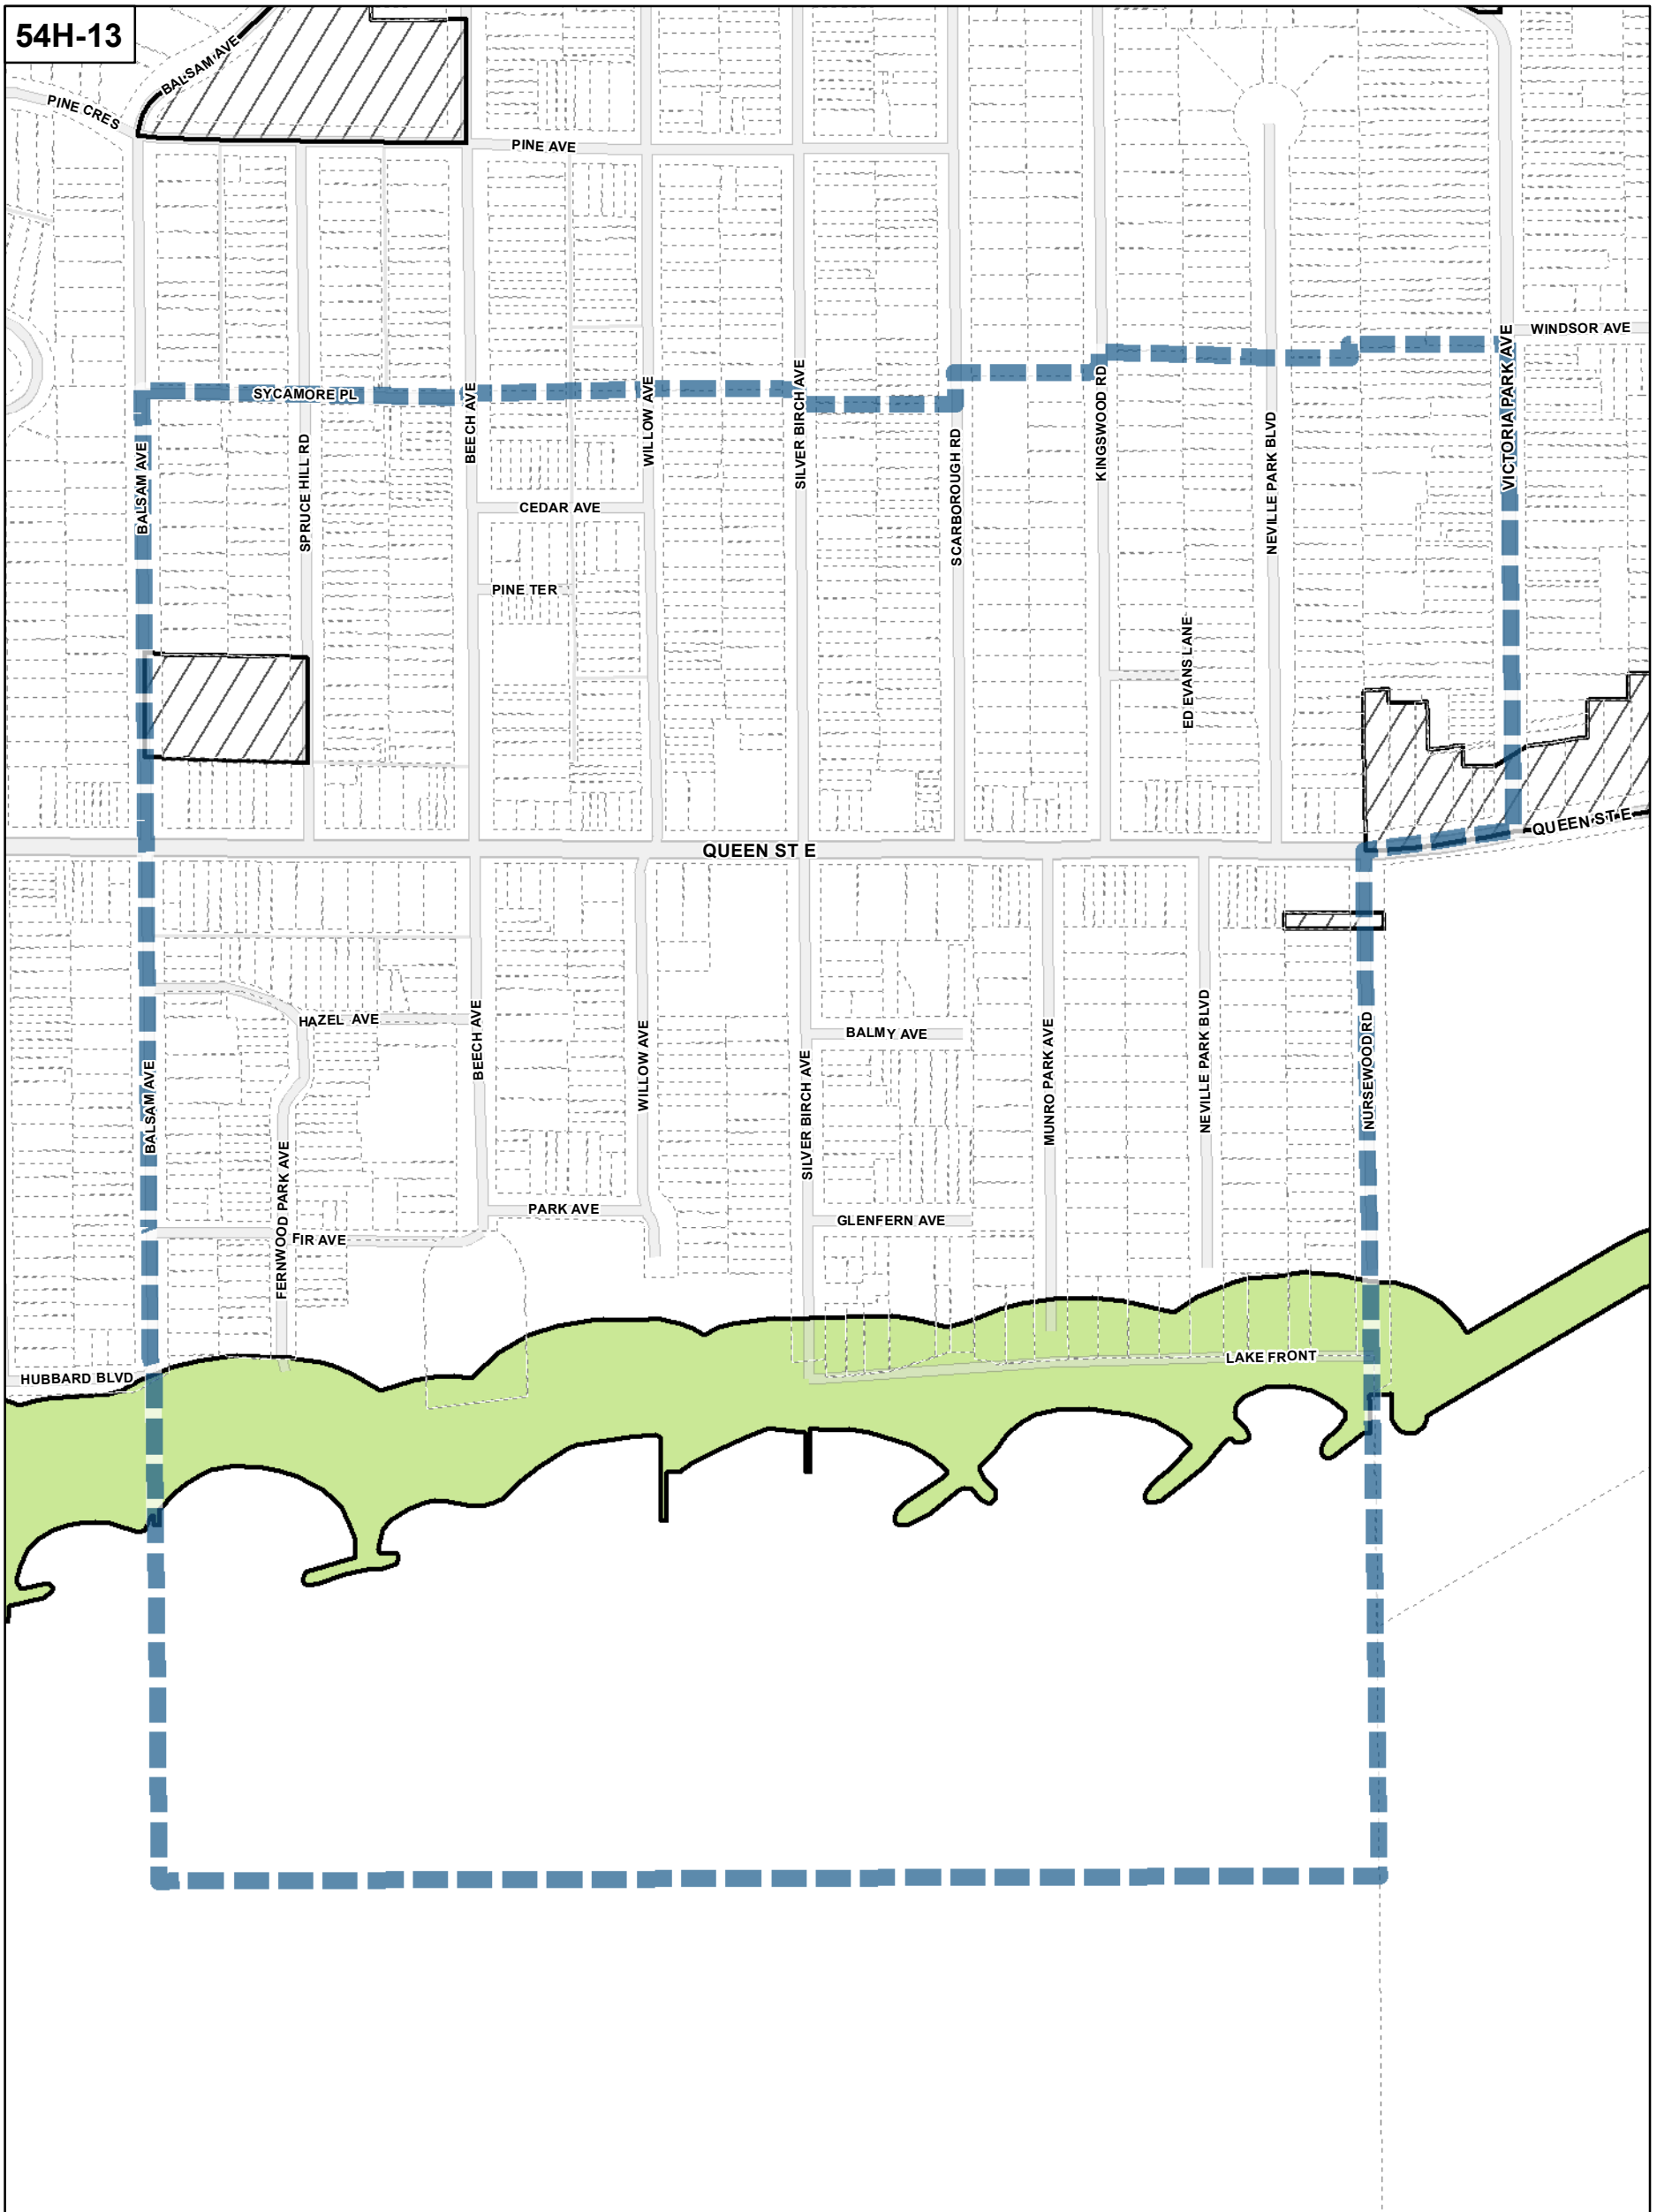 54H-13
BALSAM AVE
PINE CRES
PINE AVE
WINDSOR AVE
SYCAMORE PL
BALSAM AVE
SPRUCE HILL RD
BEECH AVE
WILLOW AVE
SILVER BIRCH AVE
SCARBOROUGH RD
KINGSWOOD RD
NEVILLE PARK BLVD
VICTORIA PARK AVE
CEDAR AVE
PINE TER
ED EVANS LANE
QUEEN ST E
QUEEN ST E
HAZEL AVE
BEECH AVE
WILLOW AVE
SILVER BIRCH AVE
BALMY AVE
MUNRO PARK AVE
NEVILLE PARK BLVD
NURSEWOOD RD
BALSAM AVE
FERNWOOD PARK AVE
PARK AVE
GLENFERN AVE
FIR AVE
LAKE FRONT
HUBBARD BLVD